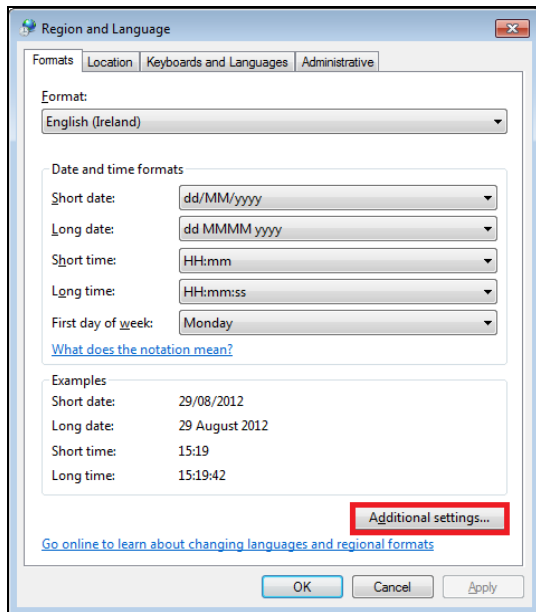 Region and Language
Formats Location Keyboards and Languages Administrative
Format:
English (Ireland)
Date and time formats
Short date: dd/MM/yyyy
Long date: dd MMMM yyyy
Short time: HH:mm
Long time: HH:mm:ss
First day of week: Monday
What does the notation mean?
Examples
Short date: 29/08/2012
Long date: 29 August 2012
Short time: 15:19
Long time: 15:19:42
Additional settings...
Go online to learn about changing languages and regional formats
OK Cancel Apply